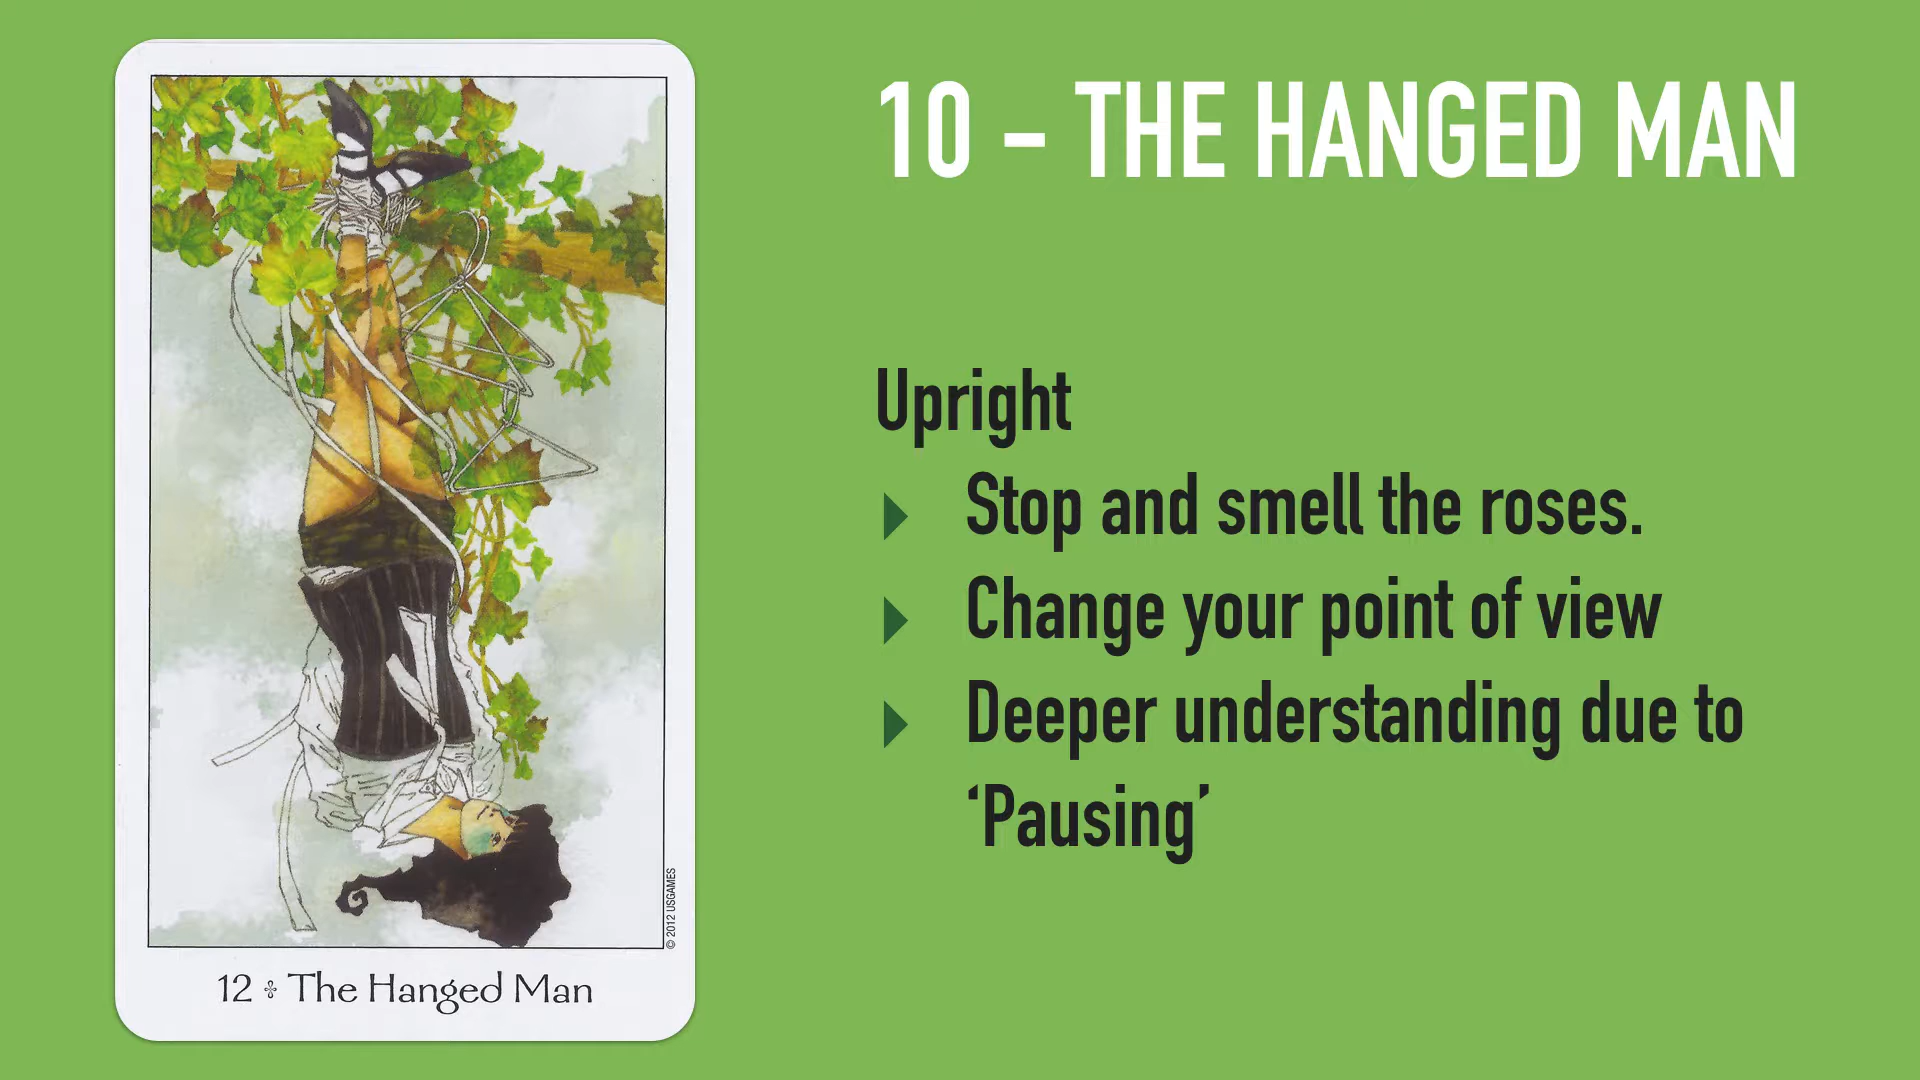 10 - THE HANGED MAN
Upright
Stop and smell the roses.
Change your point of view
Deeper understanding due to
‘Pausing’
12 The Hanged Man
© 2012 USGAMES